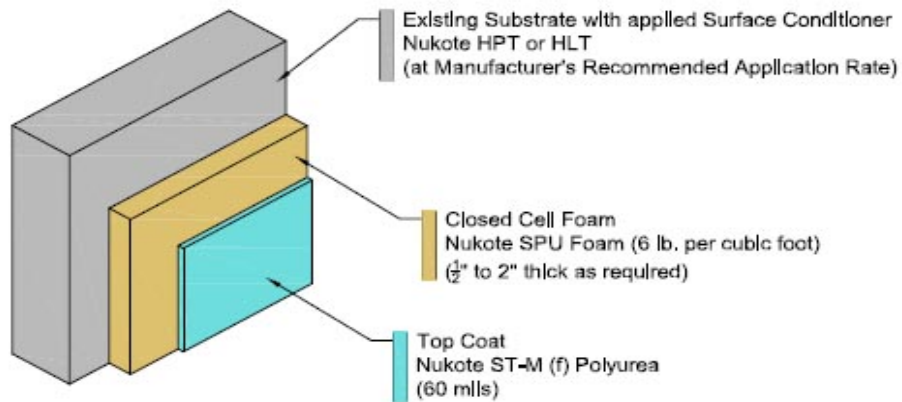 Existing Substrate with applied Surface Conditioner
Nukote HPT or HLT
(at Manufacturer's Recommended Application Rate)
Closed Cell Foam
Nukote SPU Foam (6 lb. per cubic foot)
(½" to 2" thick as required)
Top Coat
Nukote ST-M (f) Polyurea
(60 mils)